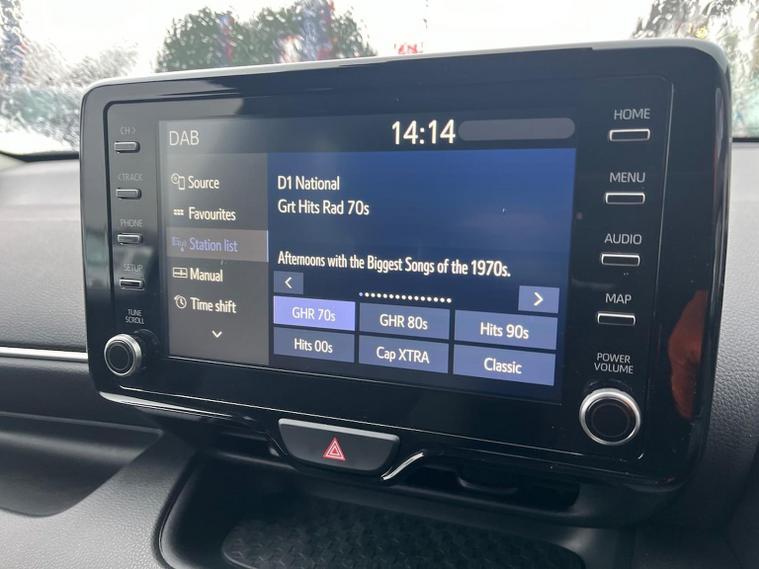 DAB
14:14
CH >
< TRACK
PHONE
SETUP
TUNE
SCROLL
Source
Favourites
Station list
Manual
Time shift
D1 National
Grt Hits Rad 70s
Afternoons with the Biggest Songs of the 1970s.
GHR 70s
GHR 80s
Hits 90s
Hits 00s
Cap XTRA
Classic
HOME
MENU
AUDIO
MAP
POWER
VOLUME